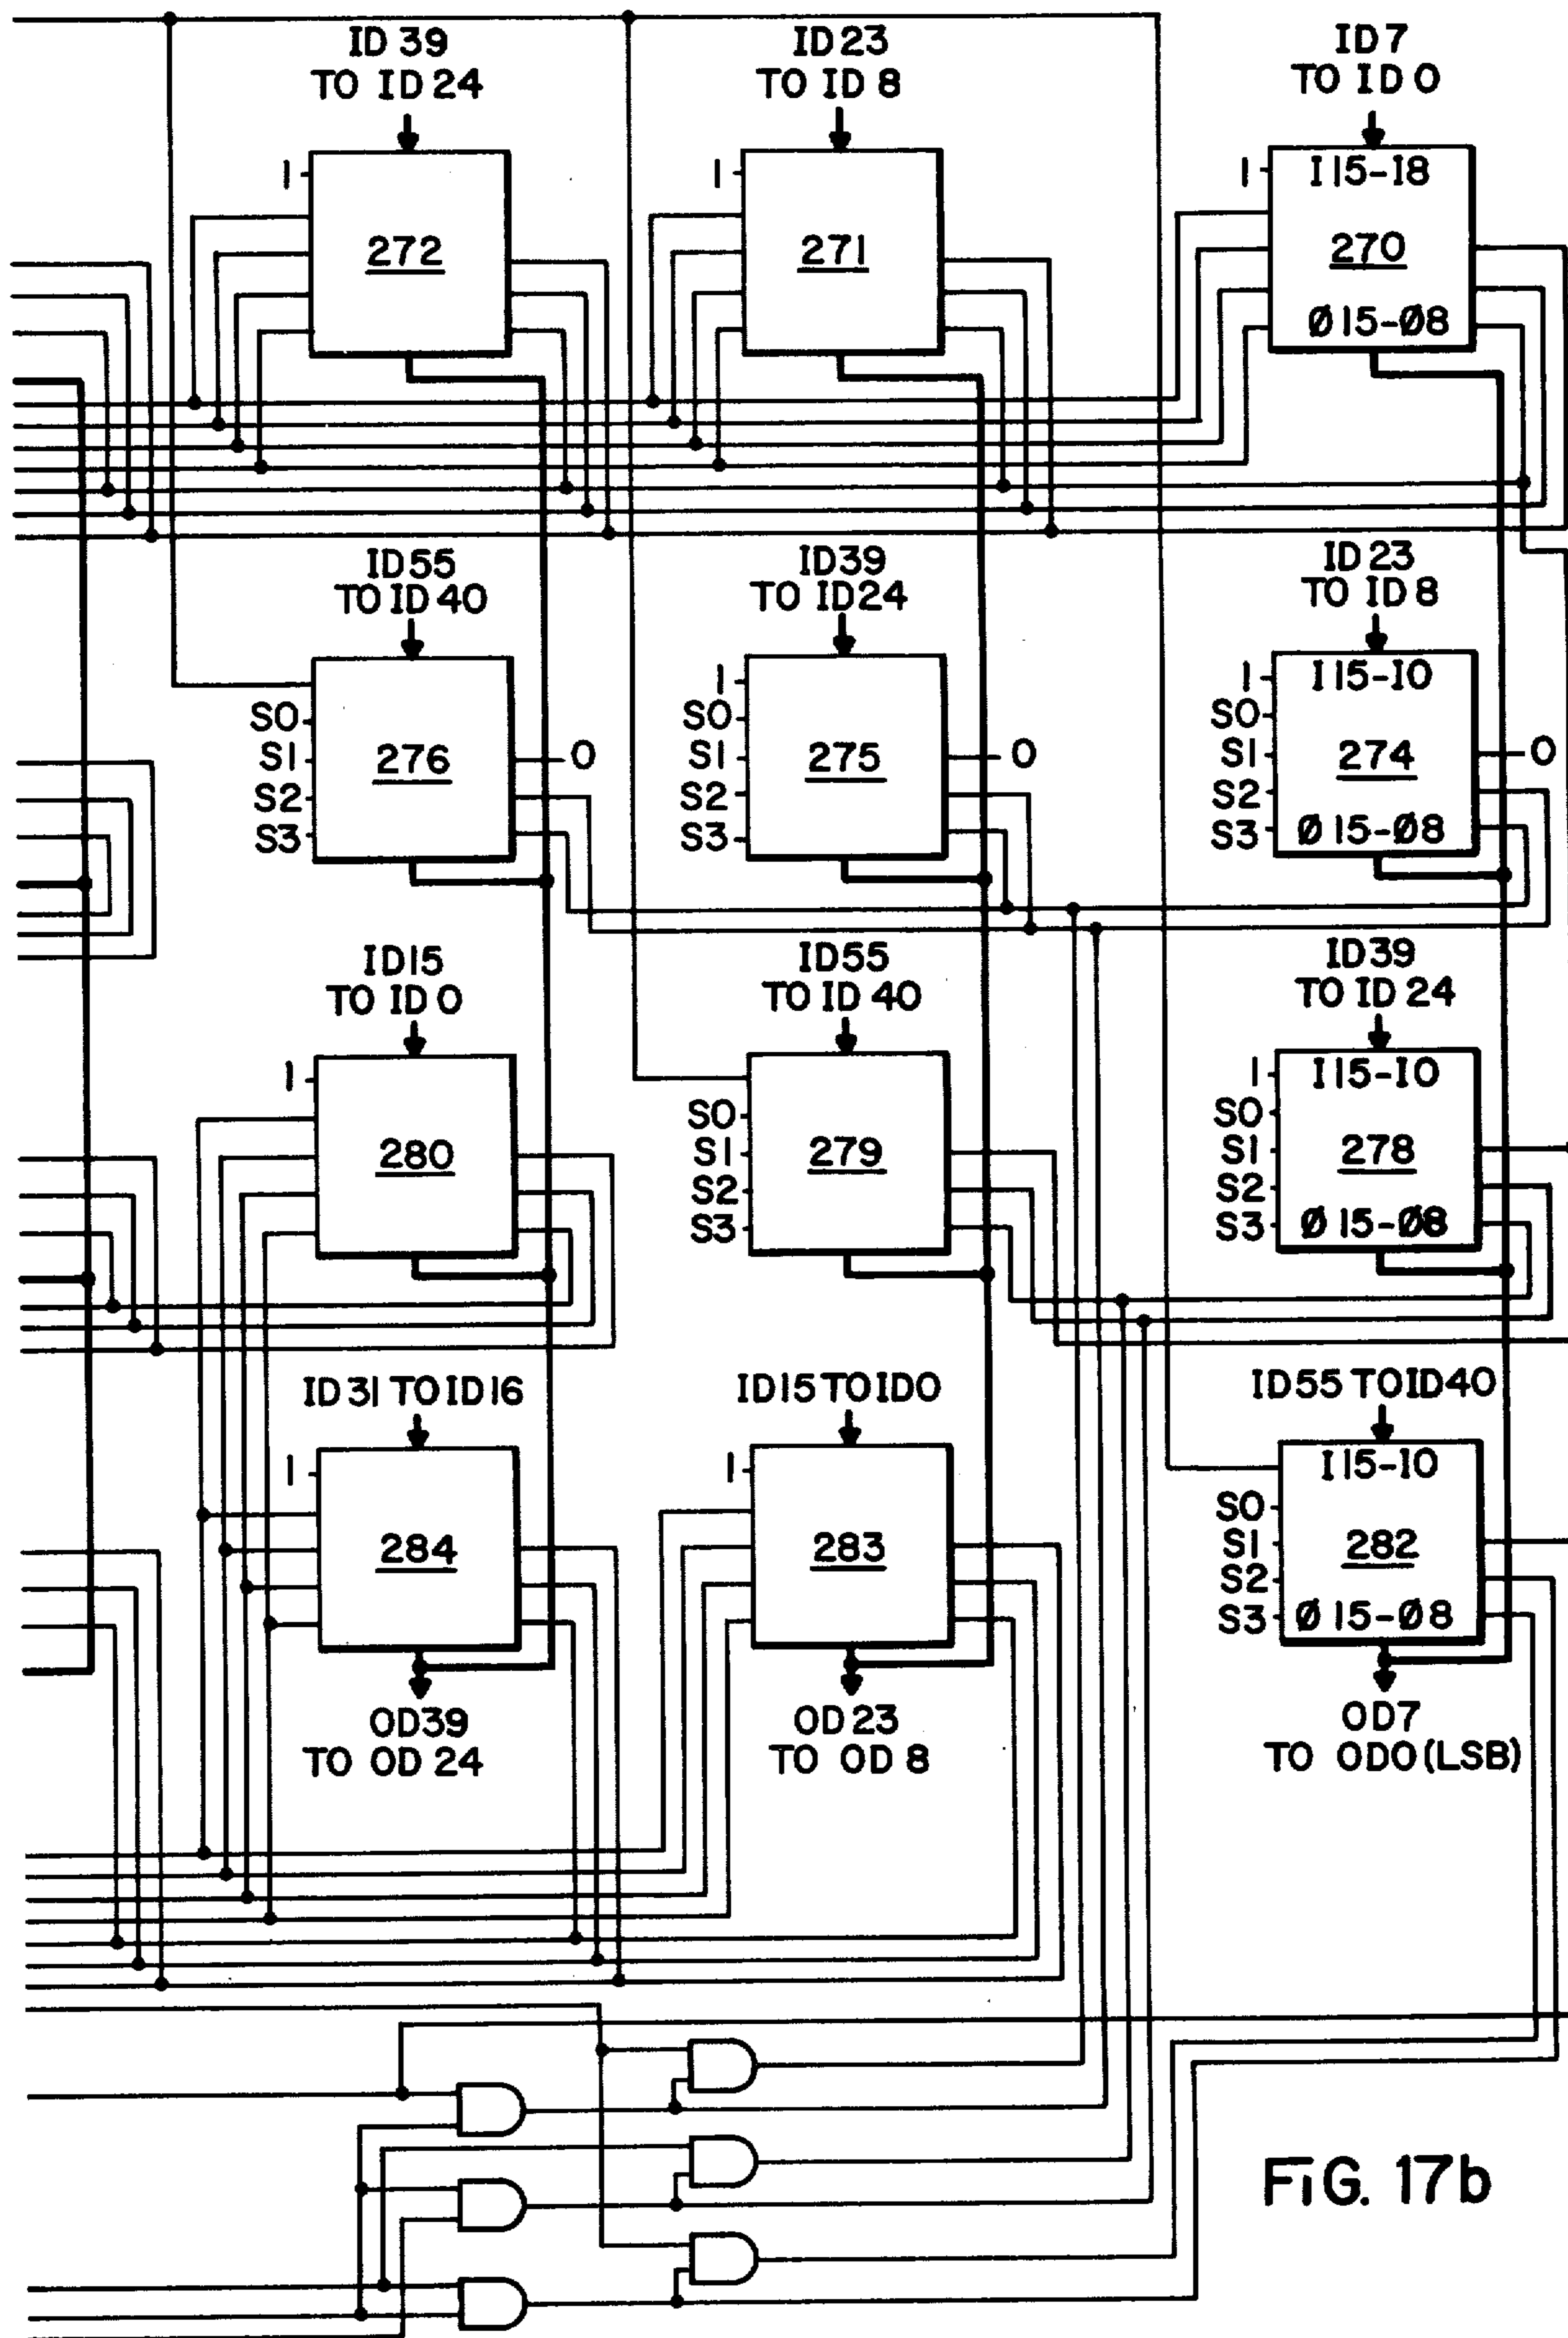 ID 39
TO ID 24
ID 23
TO ID 8
ID 7
TO ID 0
1
272
1
271
1
I 15-I8
270
Ø 15-Ø8
ID 55
TO ID 40
ID 39
TO ID 24
ID 23
TO ID 8
S0
S1
S2
S3
276
0
1
S0
S1
S2
S3
275
0
1
S0
S1
S2
S3
I 15-I0
274
Ø 15-Ø8
0
ID 15
TO ID 0
ID 55
TO ID 40
ID 39
TO ID 24
1
280
S0
S1
S2
S3
279
1
S0
S1
S2
S3
I 15-I0
278
Ø 15-Ø8
ID 31 TO ID 16
ID 15 TO ID 0
ID 55 TO ID 40
1
284
1
283
S0
S1
S2
S3
I 15-I0
282
Ø 15-Ø8
OD 39
TO OD 24
OD 23
TO OD 8
OD 7
TO OD0 (LSB)
FIG. 17b